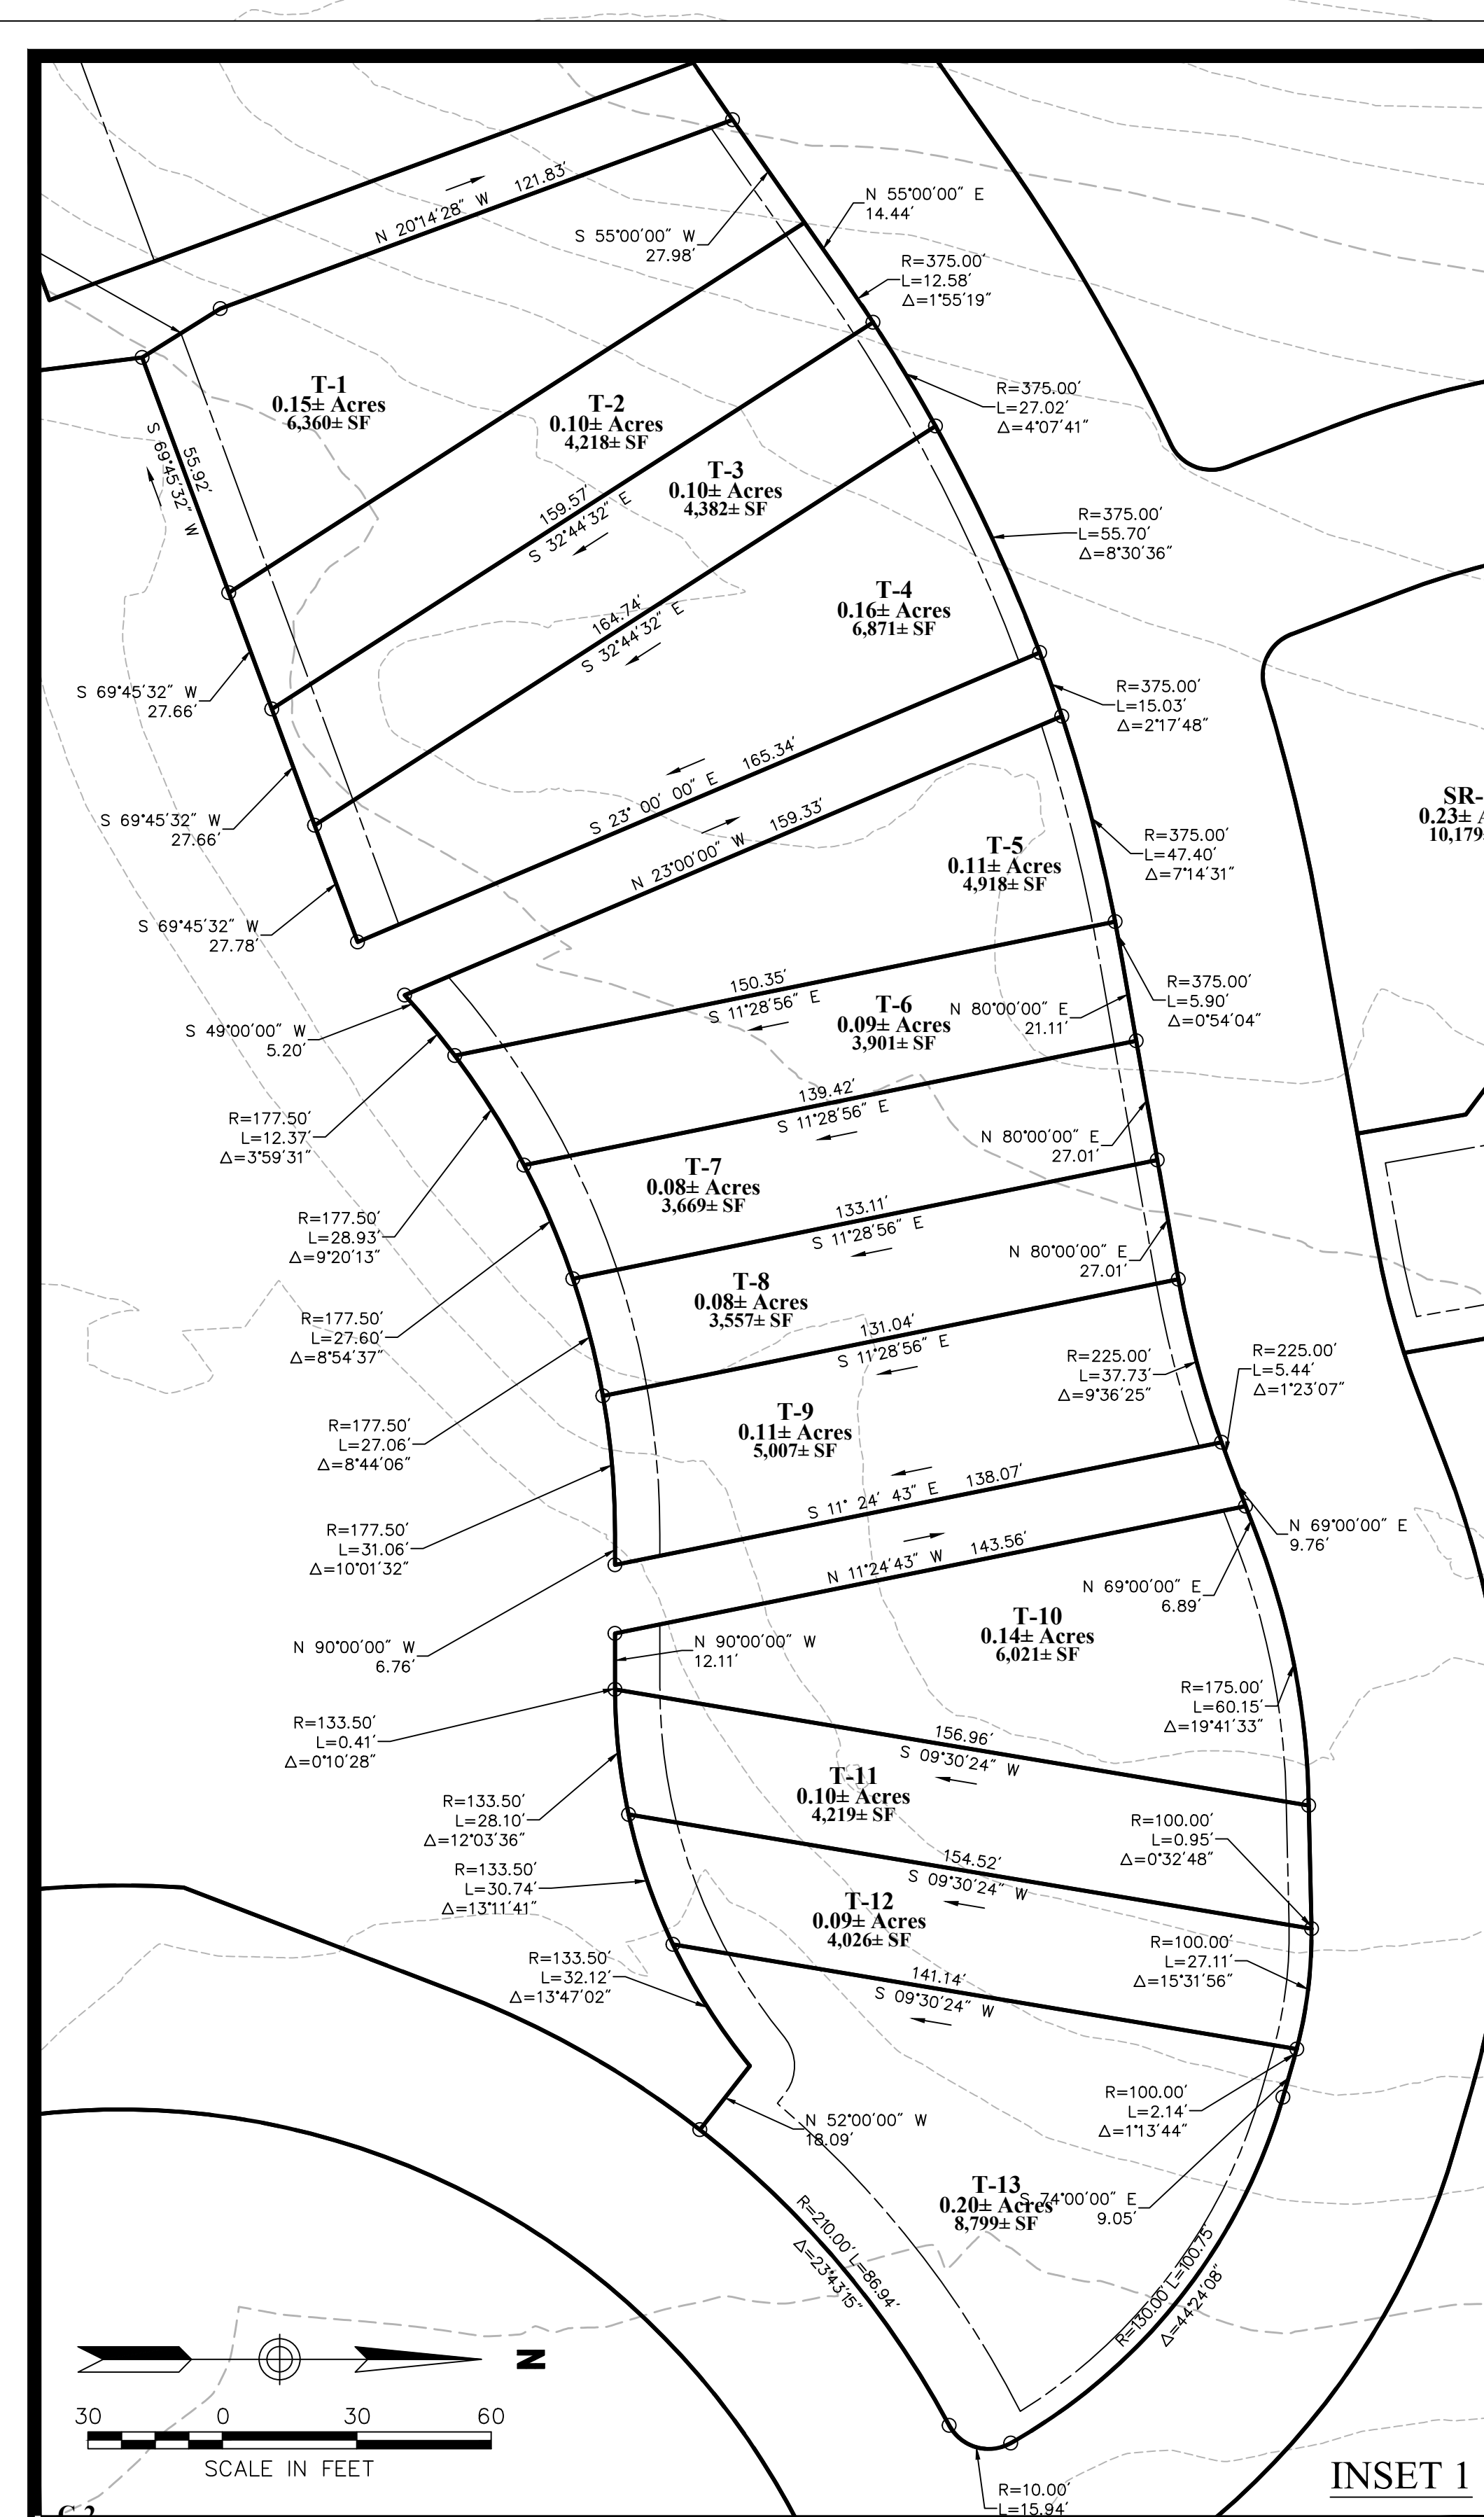 N 20°14'28" W 121.83'
S 55°00'00" W
27.98'
N 55°00'00" E
14.44'
R=375.00'
L=12.58'
Δ=1°55'19"
T-1
0.15± Acres
6,360± SF
T-2
0.10± Acres
4,218± SF
R=375.00'
L=27.02'
Δ=4°07'41"
55.92'
S 69°45'32" W
T-3
0.10± Acres
4,382± SF
159.57'
S 32°44'32" E
R=375.00'
L=55.70'
Δ=8°30'36"
T-4
0.16± Acres
6,871± SF
164.74'
S 32°44'32" E
S 69°45'32" W
27.66'
R=375.00'
L=15.03'
Δ=2°17'48"
S 23° 00' 00" E 165.34'
N 23°00'00" W 159.33'
S 69°45'32" W
27.66'
SR-
0.23± A
10,179
T-5
0.11± Acres
4,918± SF
R=375.00'
L=47.40'
Δ=7°14'31"
S 69°45'32" W
27.78'
150.35'
S 11°28'56" E
T-6
0.09± Acres
3,901± SF
N 80°00'00" E
21.11'
R=375.00'
L=5.90'
Δ=0°54'04"
S 49°00'00" W
5.20'
139.42'
S 11°28'56" E
R=177.50'
L=12.37'
Δ=3°59'31"
N 80°00'00" E
27.01'
T-7
0.08± Acres
3,669± SF
133.11'
S 11°28'56" E
R=177.50'
L=28.93'
Δ=9°20'13"
N 80°00'00" E
27.01'
T-8
0.08± Acres
3,557± SF
131.04'
S 11°28'56" E
R=177.50'
L=27.60'
Δ=8°54'37"
R=225.00'
L=37.73'
Δ=9°36'25"
R=225.00'
L=5.44'
Δ=1°23'07"
T-9
0.11± Acres
5,007± SF
R=177.50'
L=27.06'
Δ=8°44'06"
S 11° 24' 43" E 138.07'
N 11°24'43" W 143.56'
R=177.50'
L=31.06'
Δ=10°01'32"
N 69°00'00" E
9.76'
N 69°00'00" E
6.89'
T-10
0.14± Acres
6,021± SF
N 90°00'00" W
6.76'
N 90°00'00" W
12.11'
R=175.00'
L=60.15'
Δ=19°41'33"
R=133.50'
L=0.41'
Δ=0°10'28"
156.96'
S 09°30'24" W
T-11
0.10± Acres
4,219± SF
R=133.50'
L=28.10'
Δ=12°03'36"
R=100.00'
L=0.95'
Δ=0°32'48"
154.52'
S 09°30'24" W
R=133.50'
L=30.74'
Δ=13°11'41"
T-12
0.09± Acres
4,026± SF
R=100.00'
L=27.11'
Δ=15°31'56"
R=133.50'
L=32.12'
Δ=13°47'02"
141.14'
S 09°30'24" W
R=100.00'
L=2.14'
Δ=1°13'44"
N 52°00'00" W
18.09'
T-13
0.20± Acres
8,799± SF
S 74°00'00" E
9.05'
R=210.00' L=86.94'
Δ=23°43'15"
R=130.00' L=100.75'
Δ=44°24'08"
N
30 0 30 60
SCALE IN FEET
R=10.00'
L=15.94'
INSET 1